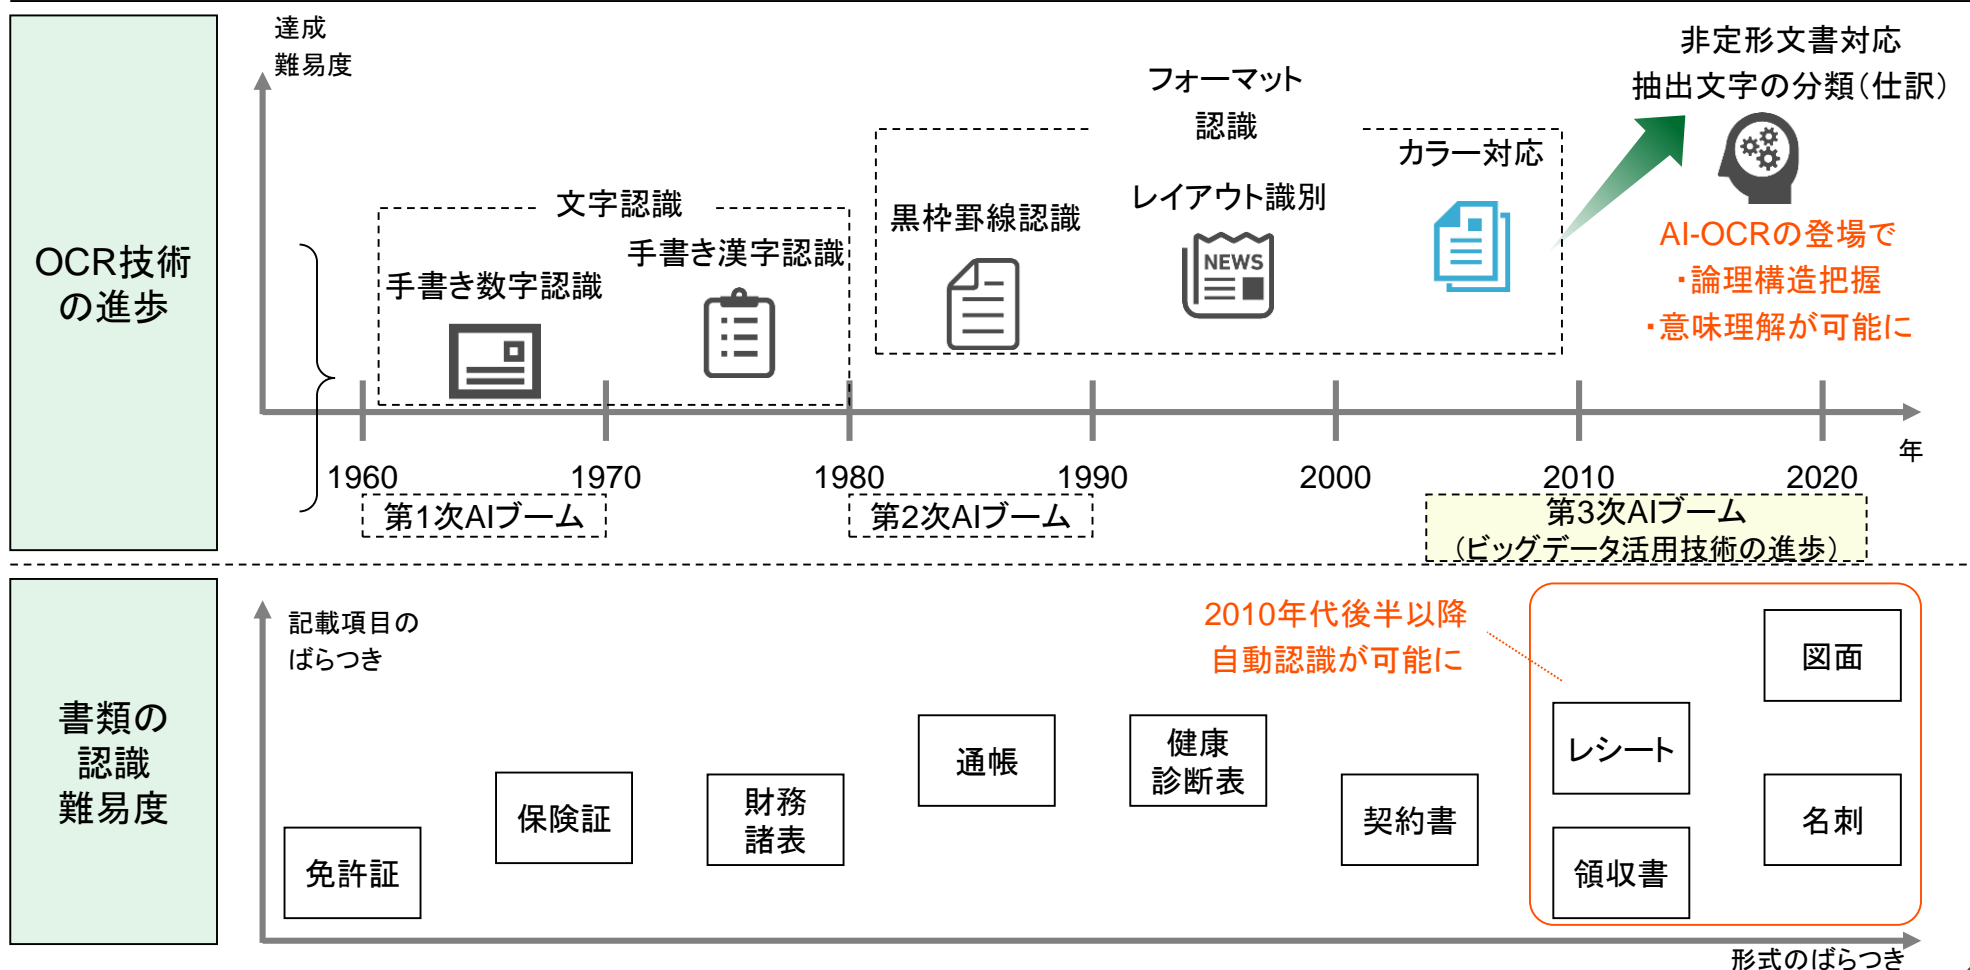 OCR技術
の進歩
達成
難易度
文字認識
手書き数字認識
手書き漢字認識
フォーマット
認識
黒枠罫線認識
レイアウト識別
NEWS
カラー対応
非定形文書対応
抽出文字の分類(仕訳)
AI-OCRの登場で
・論理構造把握
・意味理解が可能に
年
1960
1970
1980
1990
2000
2010
2020
第1次AIブーム
第2次AIブーム
第3次AIブーム
(ビッグデータ活用技術の進歩)
書類の
認識
難易度
記載項目の
ばらつき
2010年代後半以降
自動認識が可能に
免許証
保険証
財務
諸表
通帳
健康
診断表
契約書
レシート
領収書
図面
名刺
形式のばらつき